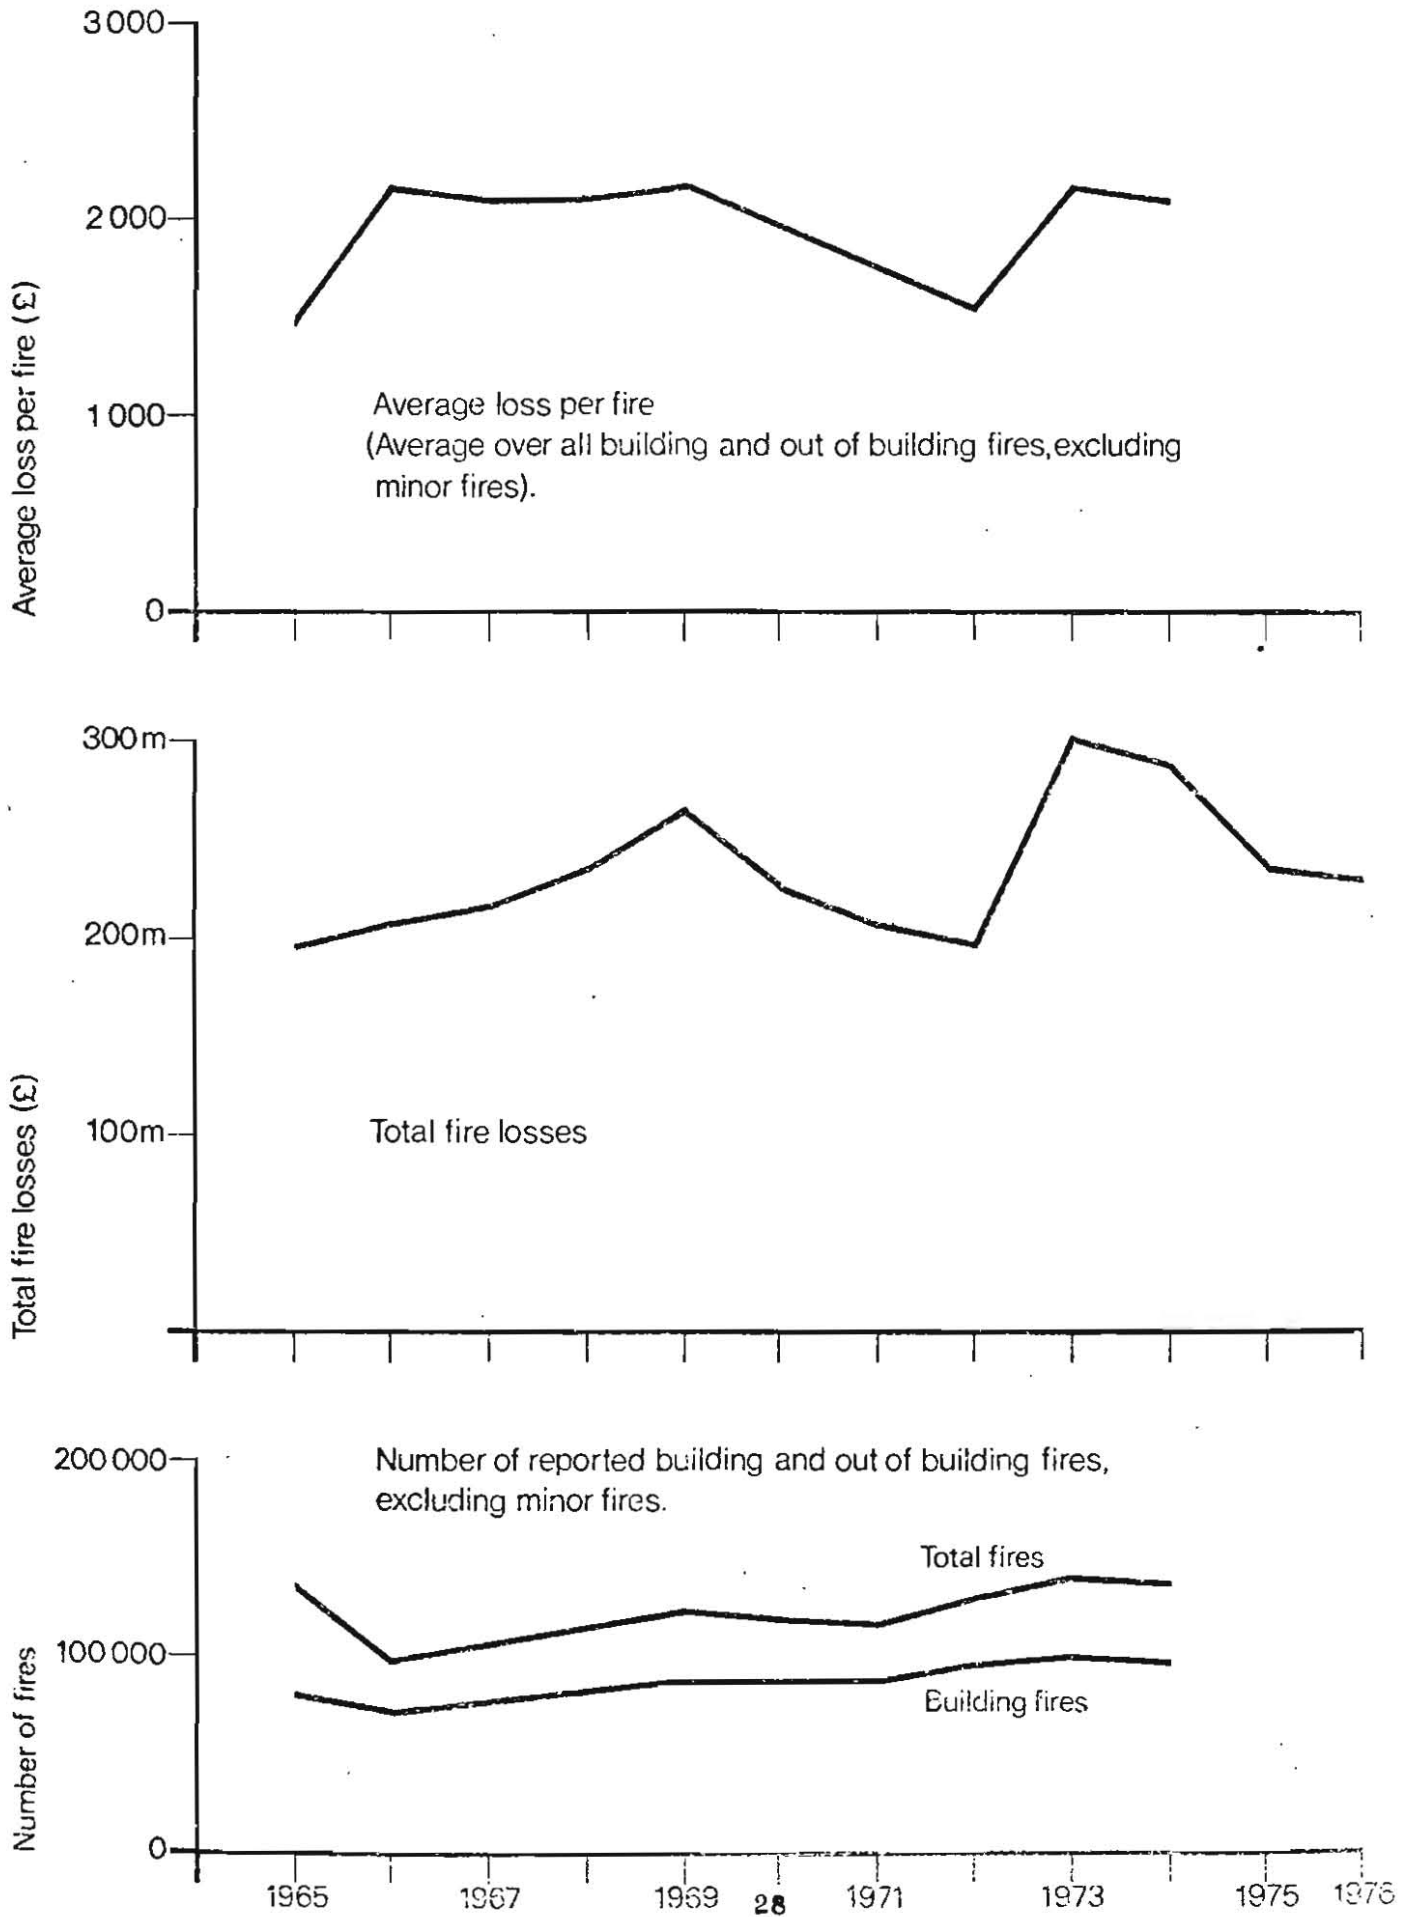 3000
2000
1000
0
Average loss per fire (£)
Average loss per fire
(Average over all building and out of building fires, excluding
minor fires).
300m
200m
100m
Total fire losses (£)
Total fire losses
200 000
100 000
0
Number of fires
Number of reported building and out of building fires,
excluding minor fires.
Total fires
Building fires
1965 1967 1969 28 1971 1973 1975 1976